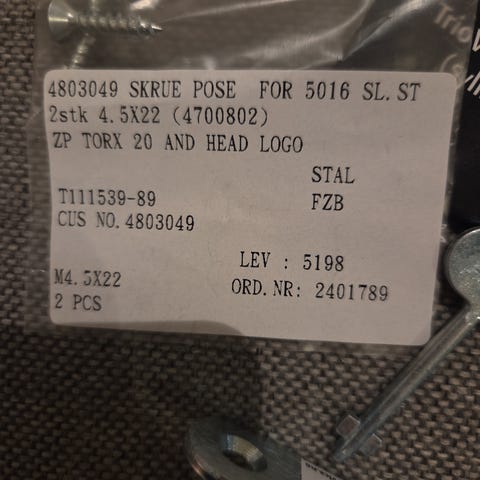 4803049 SKRUE POSE FOR 5016 SL.ST
2stk 4.5X22 (4700802)
ZP TORX 20 AND HEAD LOGO
STAL
T111539-89
FZB
CUS NO.4803049
LEV : 5198
M4.5X22
ORD.NR: 2401789
2 PCS